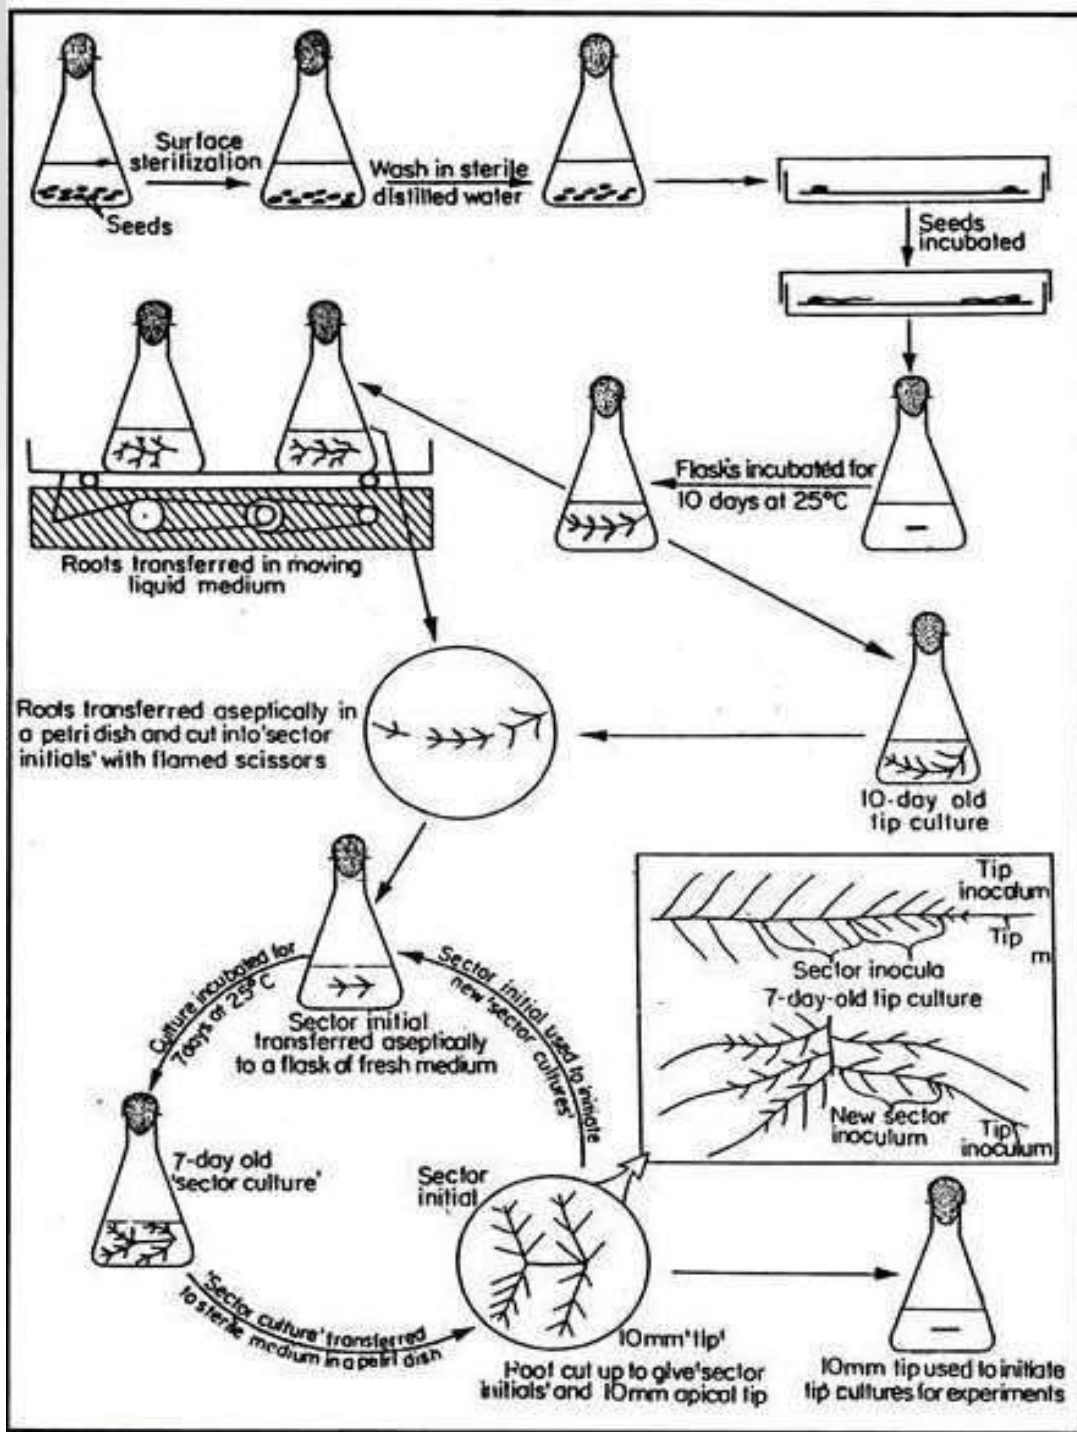 Surface
sterilization
Wash in sterile
distilled water
Seeds
Seeds
incubated
Flasks incubated for
10 days at 25°C
Roots transferred in moving
liquid medium
Roots transferred aseptically in
a petri dish and cut into 'sector
initials' with flamed scissors
10-day old
tip culture
Tip
inoculum
Tip
m
Sector inocula
7-day-old tip culture
New sector
inoculum
Tip
inoculum
Culture incubated for
7 days at 25°C
Sector initial
transferred aseptically
to a flask of fresh medium
Sector initial used to initiate
new 'sector cultures'
7-day old
'sector culture'
Sector
initial
'Sector culture' transferred
to sterile medium in a petri dish
10mm 'tip'
Root cut up to give 'sector
initials' and 10mm apical tip
10mm tip used to initiate
tip cultures for experiments